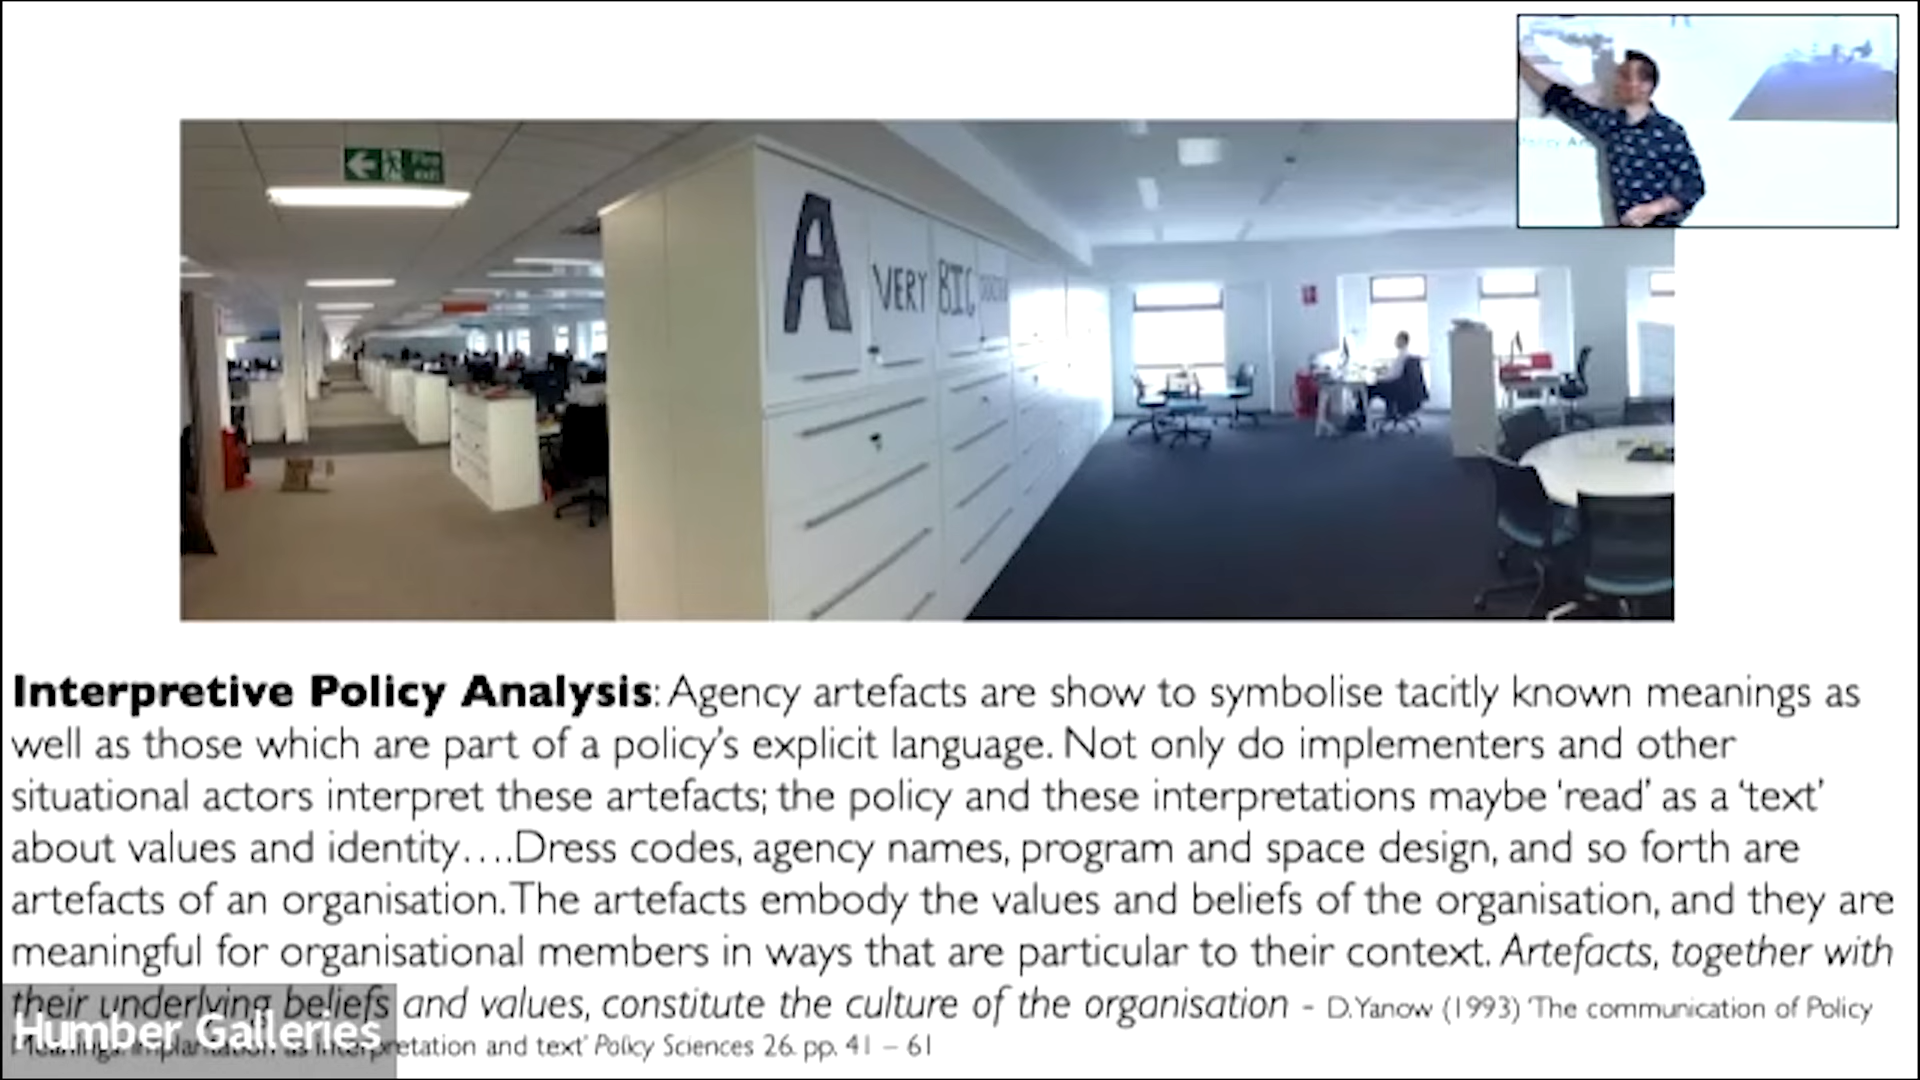 Fire
exit
A VERY BIG
Interpretive Policy Analysis: Agency artefacts are show to symbolise tacitly known meanings as
well as those which are part of a policy’s explicit language. Not only do implementers and other
situational actors interpret these artefacts; the policy and these interpretations maybe ‘read’ as a ‘text’
about values and identity….Dress codes, agency names, program and space design, and so forth are
artefacts of an organisation. The artefacts embody the values and beliefs of the organisation, and they are
meaningful for organisational members in ways that are particular to their context. Artefacts, together with
their underlying beliefs and values, constitute the culture of the organisation - D.Yanow (1993) ‘The communication of Policy
Humber Galleries
as interpretation and text’ Policy Sciences 26. pp. 41 – 61